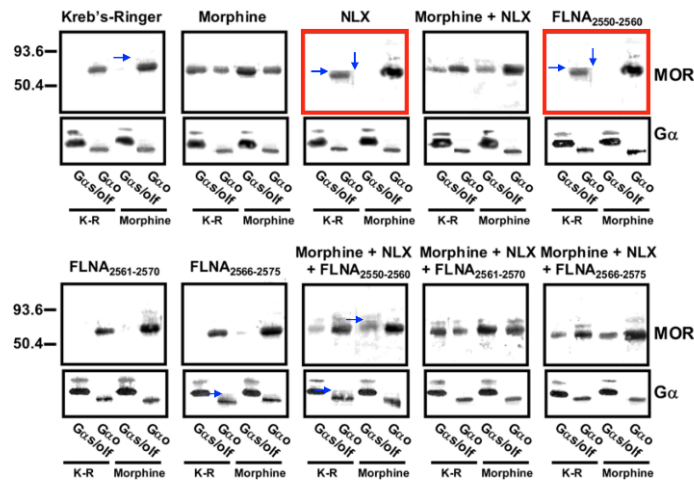 Kreb's-Ringer Morphine NLX Morphine + NLX FLNA2550-2560
93.6
50.4
MOR
Gα
Gαs/olf Gαo Gαs/olf Gαo Gαs/olf Gαo Gαs/olf Gαo Gαs/olf Gαo Gαs/olf Gαo Gαs/olf Gαo Gαs/olf Gαo Gαs/olf Gαo Gαs/olf Gαo
K-R Morphine K-R Morphine K-R Morphine K-R Morphine K-R Morphine
FLNA2561-2570 FLNA2566-2575 Morphine + NLX + FLNA2550-2560 Morphine + NLX + FLNA2561-2570 Morphine + NLX + FLNA2566-2575
93.6
50.4
MOR
Gα
Gαs/olf Gαo Gαs/olf Gαo Gαs/olf Gαo Gαs/olf Gαo Gαs/olf Gαo Gαs/olf Gαo Gαs/olf Gαo Gαs/olf Gαo Gαs/olf Gαo Gαs/olf Gαo
K-R Morphine K-R Morphine K-R Morphine K-R Morphine K-R Morphine